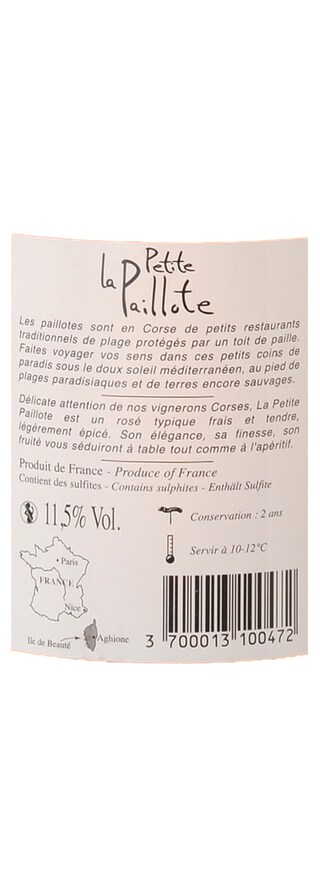 La Petite
Paillote
Les paillotes sont en Corse de petits restaurants
traditionnels de plage protégés par un toit de paille.
Faites voyager vos sens dans ces petits coins de
paradis sous le doux soleil méditerranéen, au pied de
plages paradisiaques et de terres encore sauvages.
Délicate attention de nos vignerons Corses, La Petite
Paillote est un rosé typique frais et tendre,
légèrement épicé. Son élégance, sa finesse, son
fruité vous séduiront à table tout comme à l'apéritif.
Produit de France - Produce of France
Contient des sulfites - Contains sulphites - Enthält Sulfite
11,5% Vol.
Conservation : 2 ans
Servir à 10-12°C
Paris
FRANCE
Nice
Ile de Beauté
Aghione
3 700013 100472